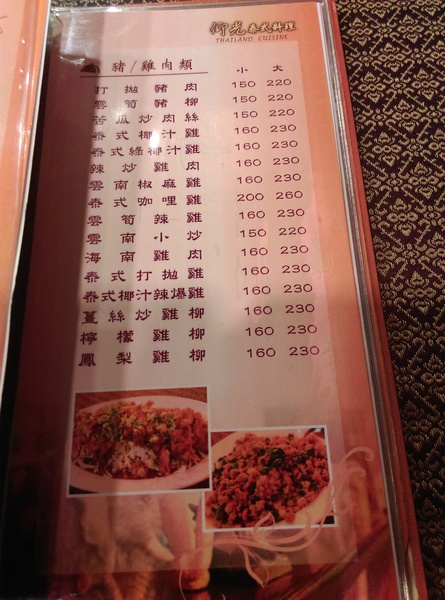 仰光泰式料理
THAILAND CUISINE
豬/雞肉類 小 大
打拋豬肉 150 220
雲筍豬柳 150 220
苦瓜炒肉絲 150 220
泰式椰汁雞 160 230
泰式綠椰汁雞 160 230
辣炒雞肉 160 230
雲南椒麻雞 160 230
泰式咖哩雞 200 260
雲筍辣雞 160 230
雲南小炒 150 220
海南雞肉 160 230
泰式打拋雞 160 230
泰式椰汁辣爆雞 160 230
薑絲炒雞柳 160 230
檸檬雞柳 160 230
鳳梨雞柳 160 230